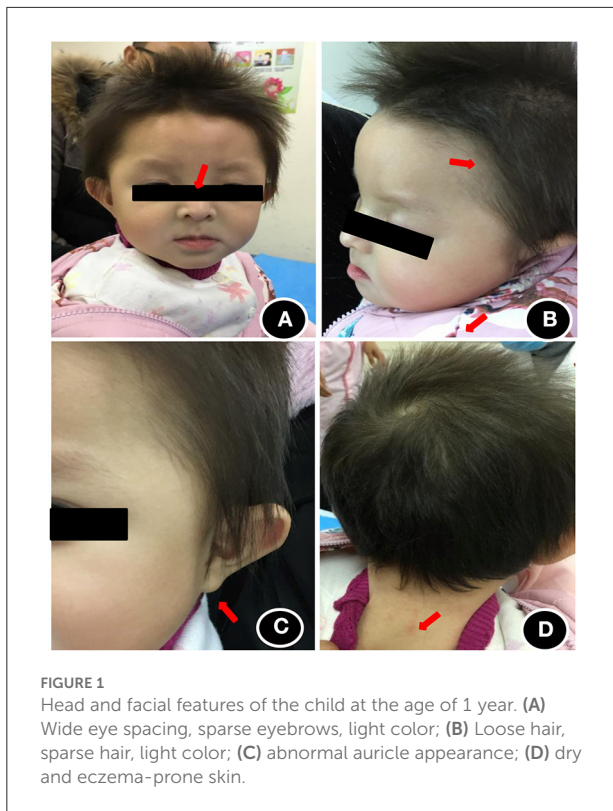 A
B
C
D
FIGURE 1
Head and facial features of the child at the age of 1 year. (A)
Wide eye spacing, sparse eyebrows, light color; (B) Loose hair,
sparse hair, light color; (C) abnormal auricle appearance; (D) dry
and eczema-prone skin.